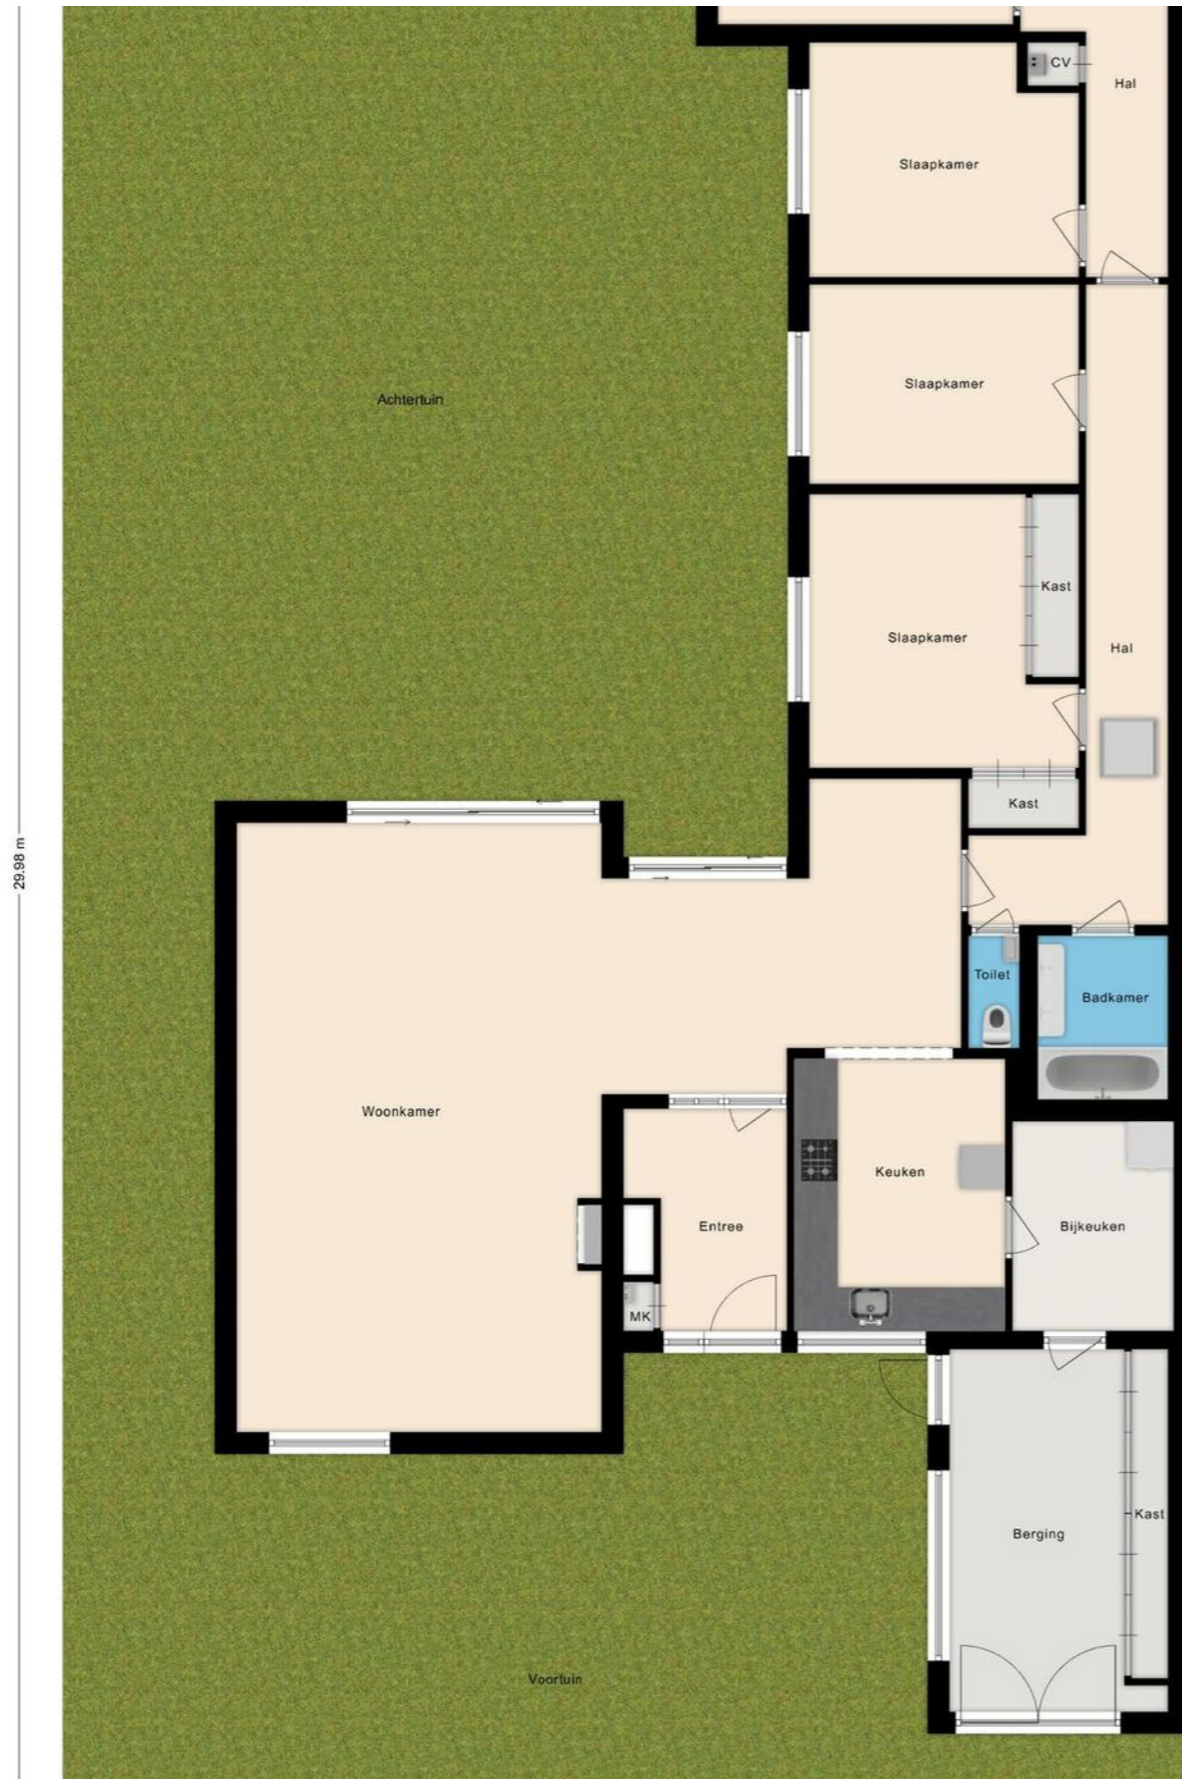 CV
Hal
Slaapkamer
Slaapkamer
Achtertuin
Kast
Slaapkamer
Hal
Kast
29.98 m
Toilet
Badkamer
Woonkamer
Keuken
Entree
Bijkeuken
MK
Kast
Berging
Voortuin